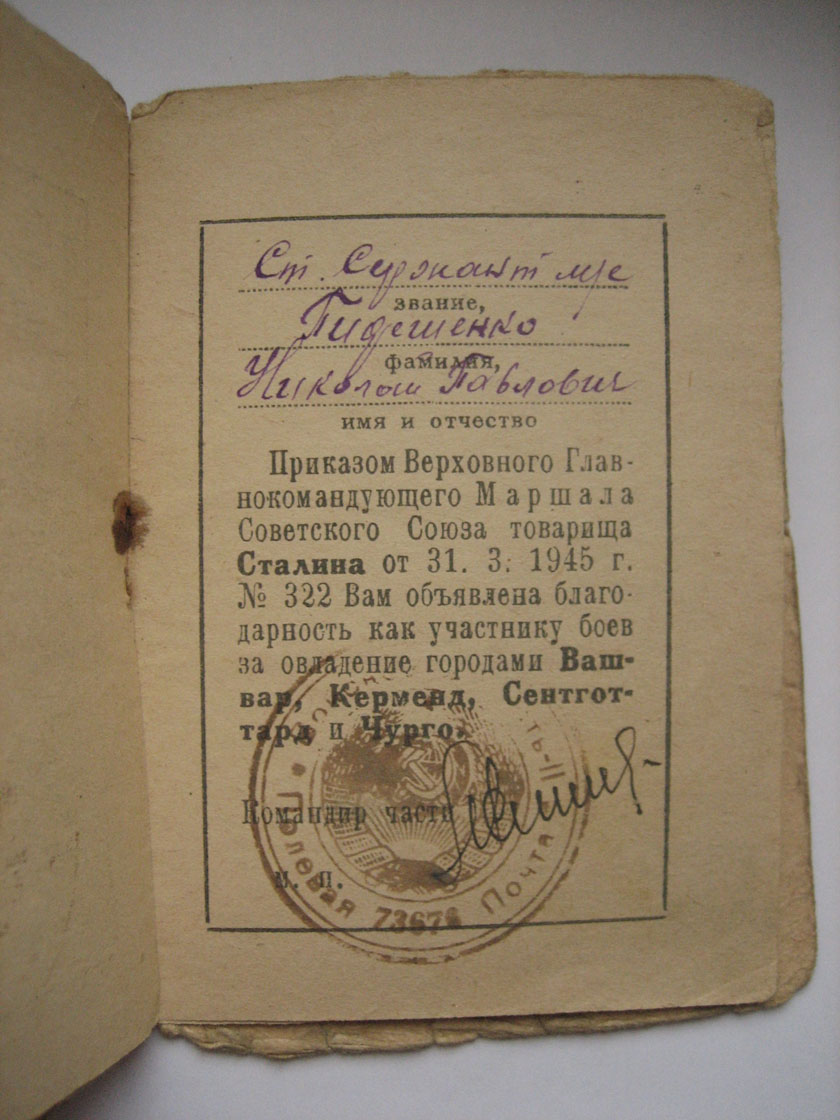 Ст. Сержант м/с
звание,
Гидешенко
фамилия,
Николай Павлович
имя и отчество
Приказом Верховного Глав-
нокомандующего Маршала
Советского Союза товарища
Сталина от 31. 3. 1945 г.
№ 322 Вам объявлена благо-
дарность как участнику боев
за овладение городами Ваш-
вар, Керменд, Сентгот-
тард и Чурго.
Командир части
м. п.
Полевая Почта